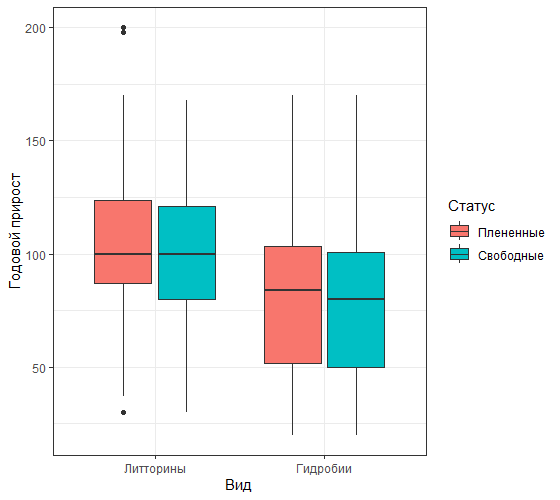 200
150
100
50
Годовой прирост
Литторины
Гидробии
Вид
Статус
Плененные
Свободные